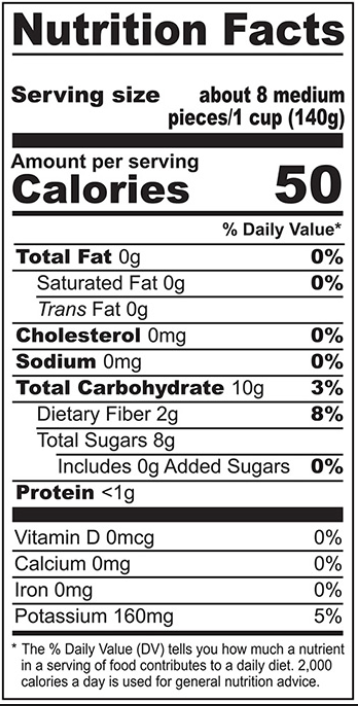 Nutrition Facts
Serving size about 8 medium
pieces/1 cup (140g)
Amount per serving
Calories 50
% Daily Value*
Total Fat 0g 0%
Saturated Fat 0g 0%
Trans Fat 0g
Cholesterol 0mg 0%
Sodium 0mg 0%
Total Carbohydrate 10g 3%
Dietary Fiber 2g 8%
Total Sugars 8g
Includes 0g Added Sugars 0%
Protein <1g
Vitamin D 0mcg 0%
Calcium 0mg 0%
Iron 0mg 0%
Potassium 160mg 5%
* The % Daily Value (DV) tells you how much a nutrient
in a serving of food contributes to a daily diet. 2,000
calories a day is used for general nutrition advice.